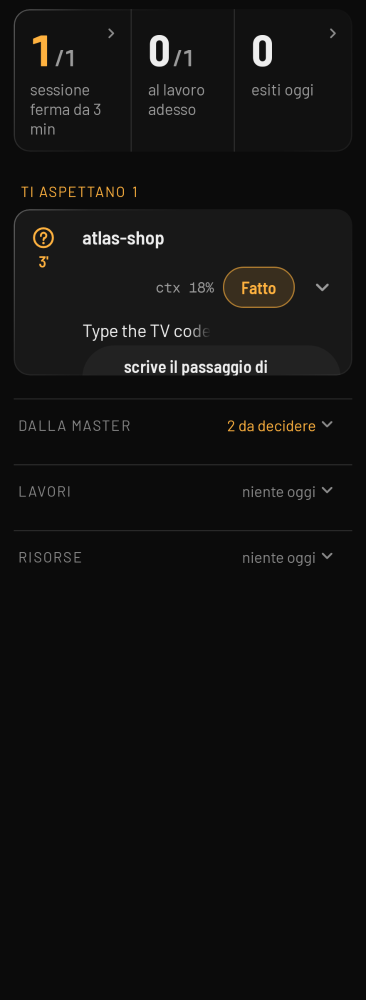 1/1
sessione
ferma da 3
min
0/1
al lavoro
adesso
0
esiti oggi
TI ASPETTANO 1
atlas-shop
3'
ctx 18% Fatto
Type the TV code
scrive il passaggio di
DALLA MASTER 2 da decidere
LAVORI niente oggi
RISORSE niente oggi